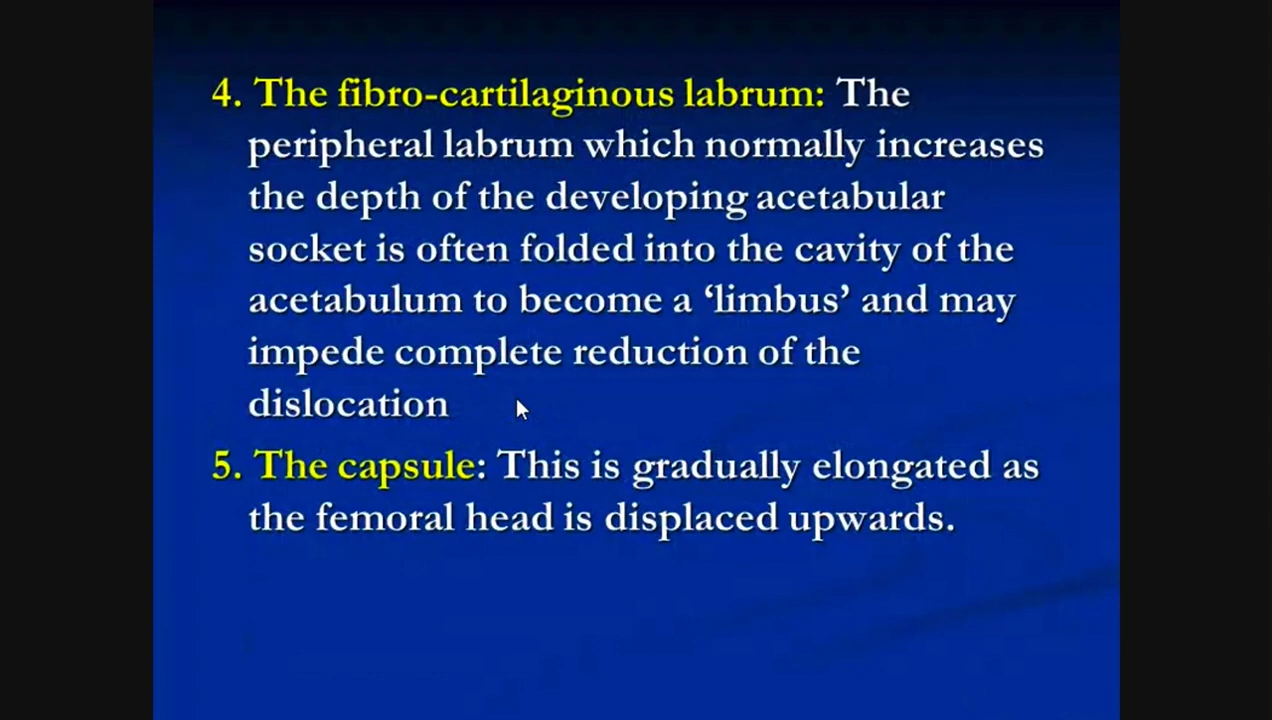 4. The fibro-cartilaginous labrum: The
peripheral labrum which normally increases
the depth of the developing acetabular
socket is often folded into the cavity of the
acetabulum to become a ‘limbus’ and may
impede complete reduction of the
dislocation
5. The capsule: This is gradually elongated as
the femoral head is displaced upwards.